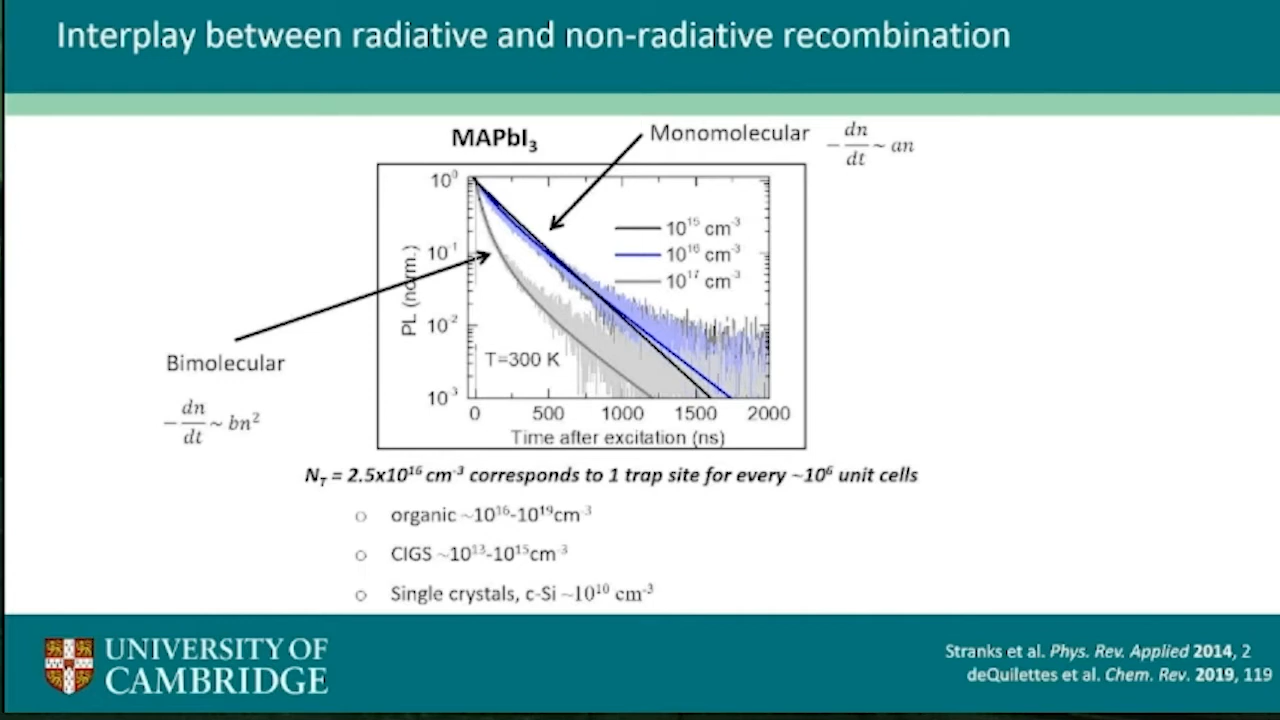 Interplay between radiative and non-radiative recombination
MAPbI₃
Monomolecular
−dn/dt ~ an
10⁰
10⁻¹
10⁻²
10⁻³
PL (norm.)
10¹⁵ cm⁻³
10¹⁶ cm⁻³
10¹⁷ cm⁻³
T=300 K
0 500 1000 1500 2000
Time after excitation (ns)
Bimolecular
−dn/dt ~ bn²
N_T = 2.5x10¹⁶ cm⁻³ corresponds to 1 trap site for every ~10⁶ unit cells
○ organic ~10¹⁶-10¹⁹cm⁻³
○ CIGS ~10¹³-10¹⁵cm⁻³
○ Single crystals, c-Si ~10¹⁰ cm⁻³
UNIVERSITY OF
CAMBRIDGE
Stranks et al. Phys. Rev. Applied 2014, 2
deQuilettes et al. Chem. Rev. 2019, 119